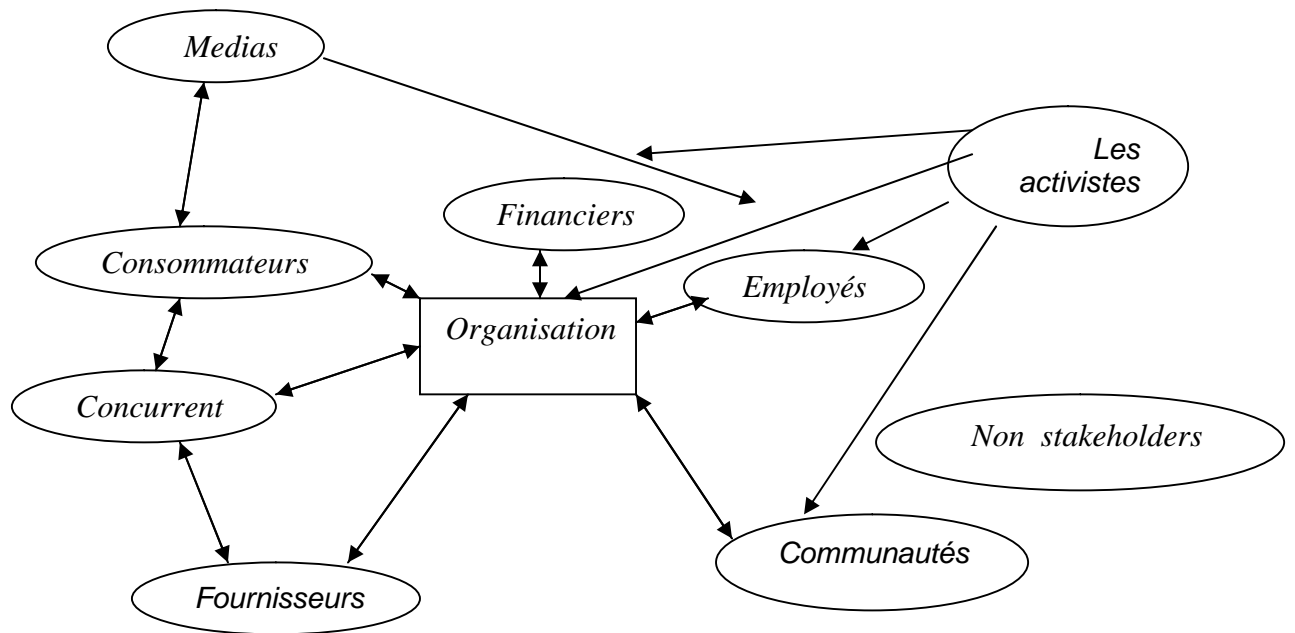 Medias
Les
activistes
Financiers
Consommateurs
Employés
Organisation
Concurrent
Non stakeholders
Communautés
Fournisseurs